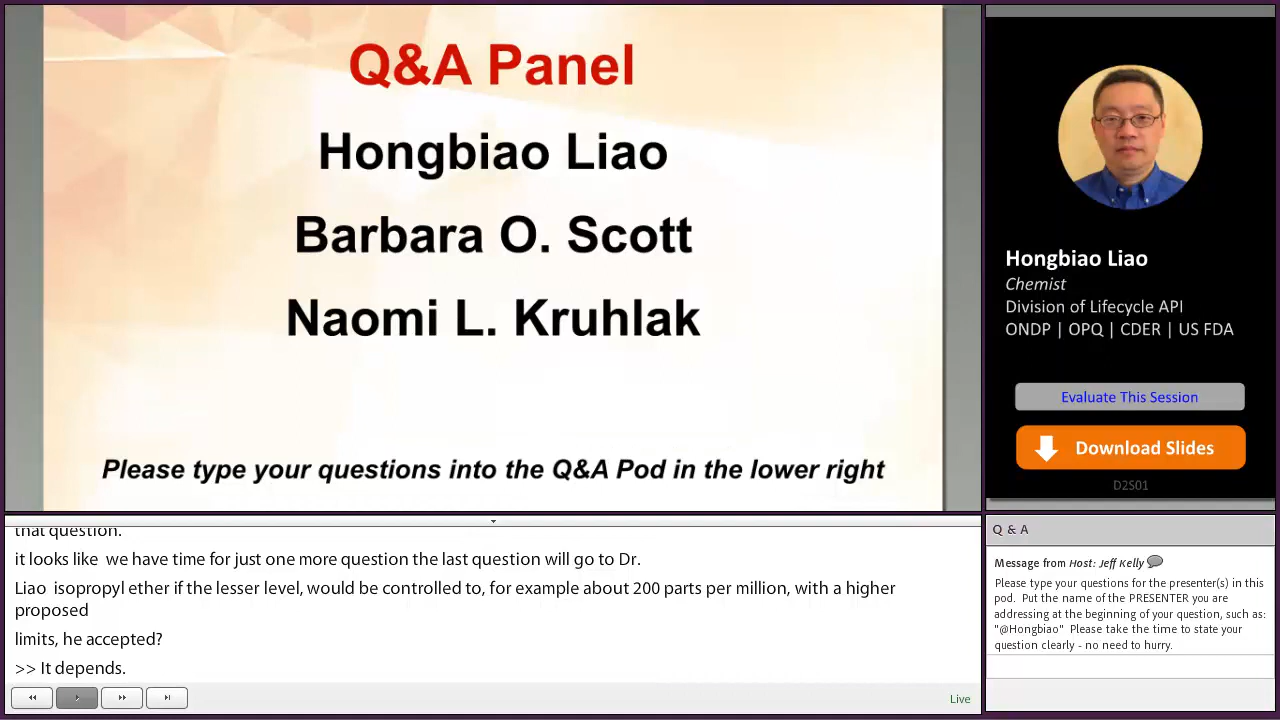 Q&A Panel
Hongbiao Liao
Barbara O. Scott
Naomi L. Kruhlak
Please type your questions into the Q&A Pod in the lower right
that question.
it looks like  we have time for just one more question the last question will go to Dr.
Liao  isopropyl ether if the lesser level, would be controlled to, for example about 200 parts per million, with a higher
proposed
limits, he accepted?
>> It depends.
Live
Hongbiao Liao
Chemist
Division of Lifecycle API
ONDP | OPQ | CDER | US FDA
Evaluate This Session
Download Slides
D2S01
Q & A
Message from Host: Jeff Kelly
Please type your questions for the presenter(s) in this
pod.  Put the name of the PRESENTER you are
addressing at the beginning of your question, such as:
"@Hongbiao"  Please take the time to state your
question clearly - no need to hurry.